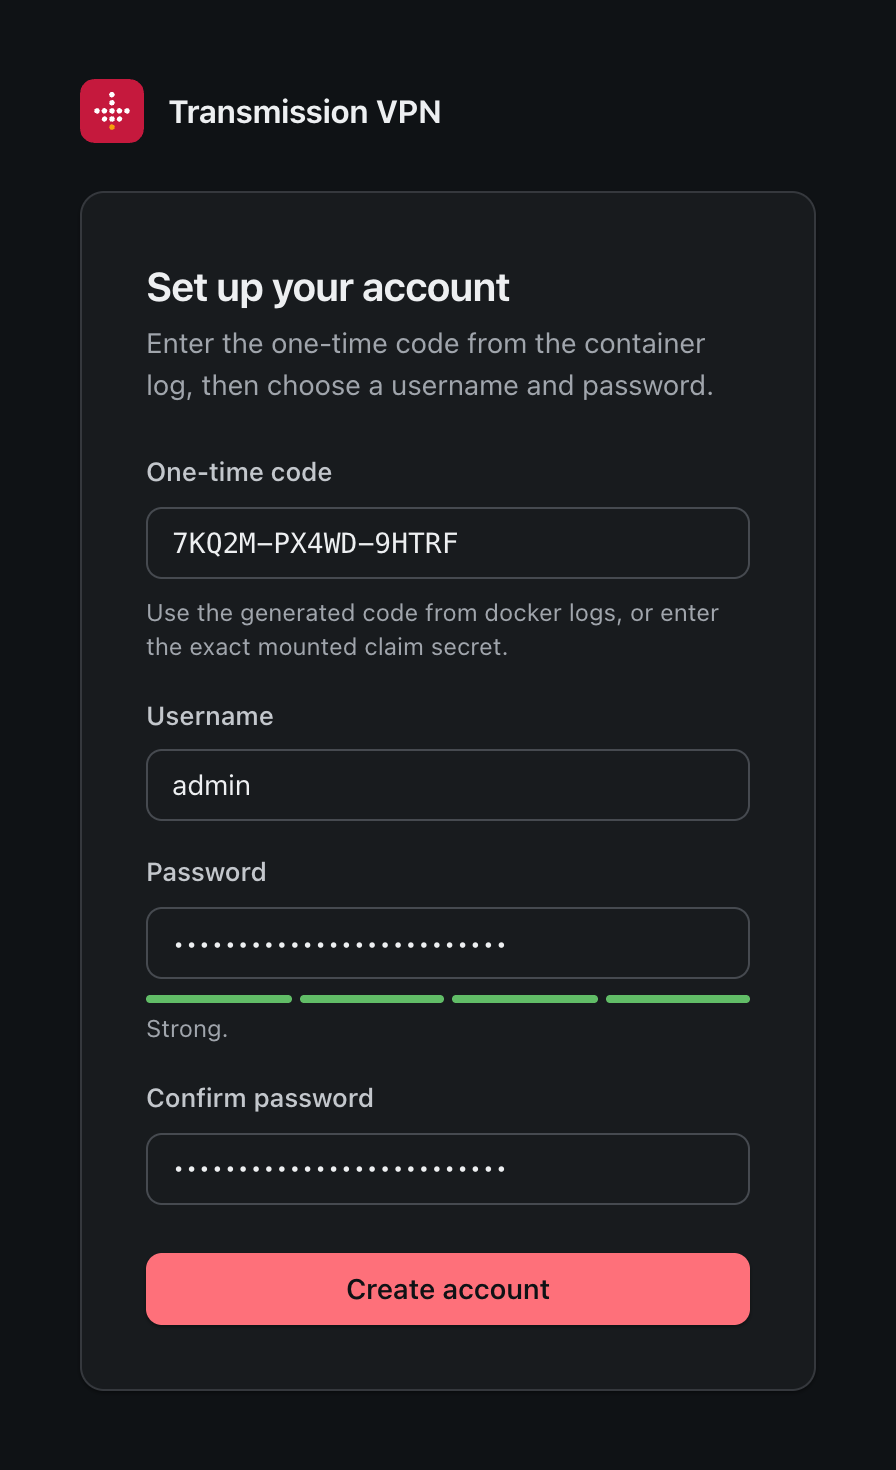 Transmission VPN
Set up your account
Enter the one-time code from the container
log, then choose a username and password.
One-time code
7KQ2M–PX4WD–9HTRF
Use the generated code from docker logs, or enter
the exact mounted claim secret.
Username
admin
Password
••••••••••••••••••••••••••
Strong.
Confirm password
••••••••••••••••••••••••••
Create account